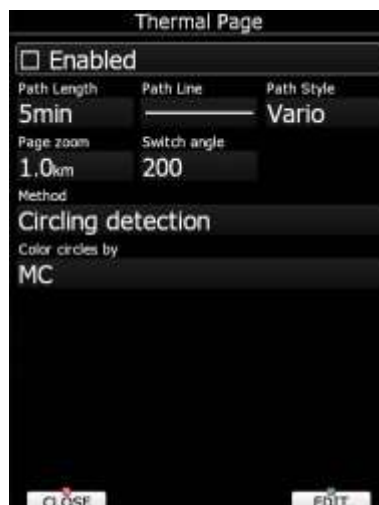 Thermal Page
Enabled
Path Length Path Line Path Style
5min Vario
Page zoom Switch angle
1.0km 200
Method
Circling detection
Color circles by
MC
CLOSE EDIT